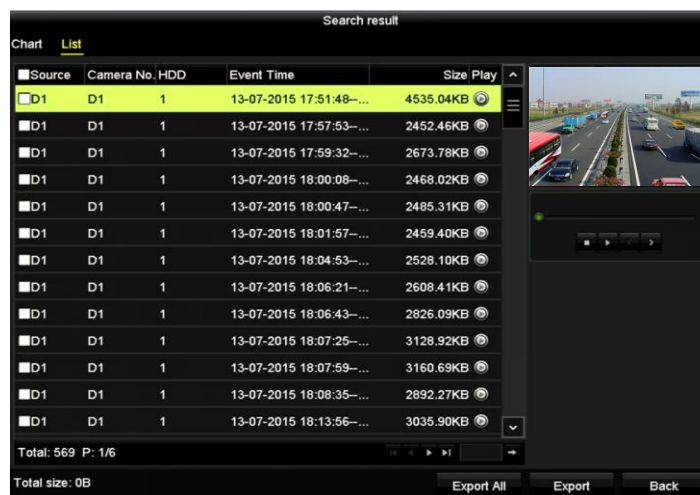 Search result
Chart List
Source Camera No. HDD Event Time Size Play
D1 D1 1 13-07-2015 17:51:48--... 4535.04KB
D1 D1 1 13-07-2015 17:57:53--... 2452.46KB
D1 D1 1 13-07-2015 17:59:32--... 2673.78KB
D1 D1 1 13-07-2015 18:00:08--... 2468.02KB
D1 D1 1 13-07-2015 18:00:47--... 2485.31KB
D1 D1 1 13-07-2015 18:01:57--... 2459.40KB
D1 D1 1 13-07-2015 18:04:53--... 2528.10KB
D1 D1 1 13-07-2015 18:06:21--... 2608.41KB
D1 D1 1 13-07-2015 18:06:43--... 2826.09KB
D1 D1 1 13-07-2015 18:07:25--... 3128.92KB
D1 D1 1 13-07-2015 18:07:59--... 3160.69KB
D1 D1 1 13-07-2015 18:08:35--... 2892.27KB
D1 D1 1 13-07-2015 18:13:56--... 3035.90KB
Total: 569 P: 1/6
Total size: 0B Export All Export Back